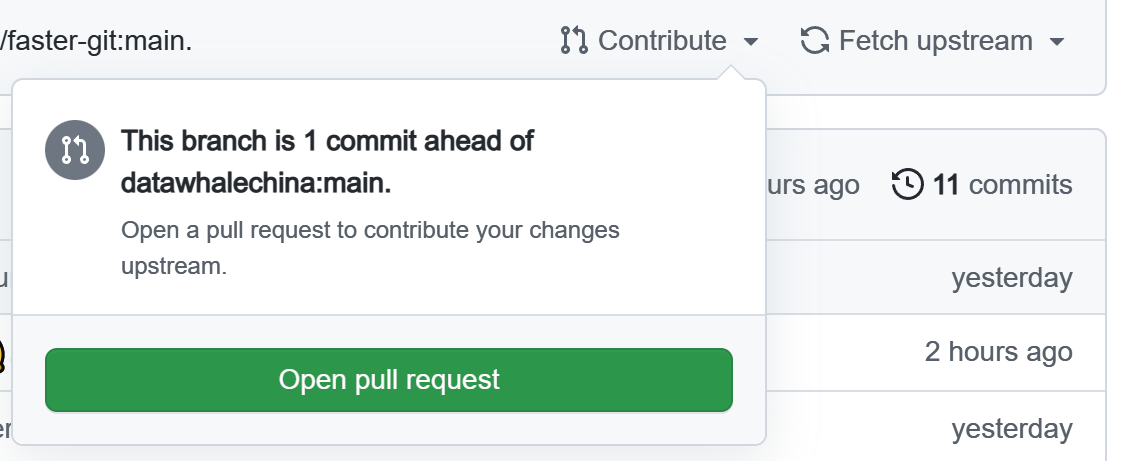 /faster-git:main.
Contribute
Fetch upstream
This branch is 1 commit ahead of
datawhalechina:main.
Open a pull request to contribute your changes
upstream.
Open pull request
urs ago
11 commits
yesterday
2 hours ago
yesterday